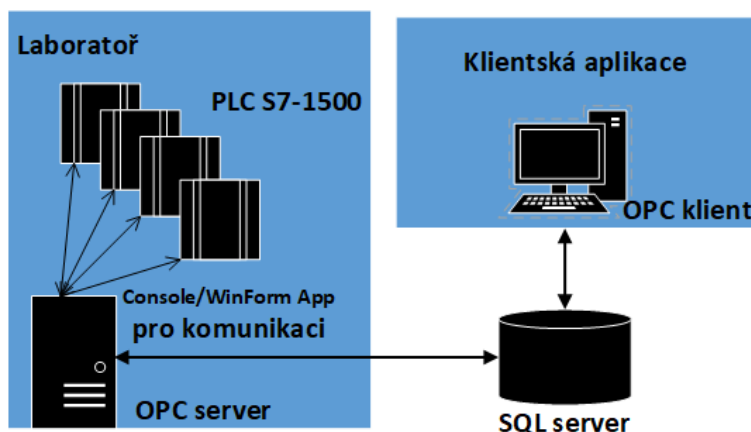 Laboratoř
PLC S7-1500
Console/WinForm App
pro komunikaci
OPC server
Klientská aplikace
OPC klient
SQL server